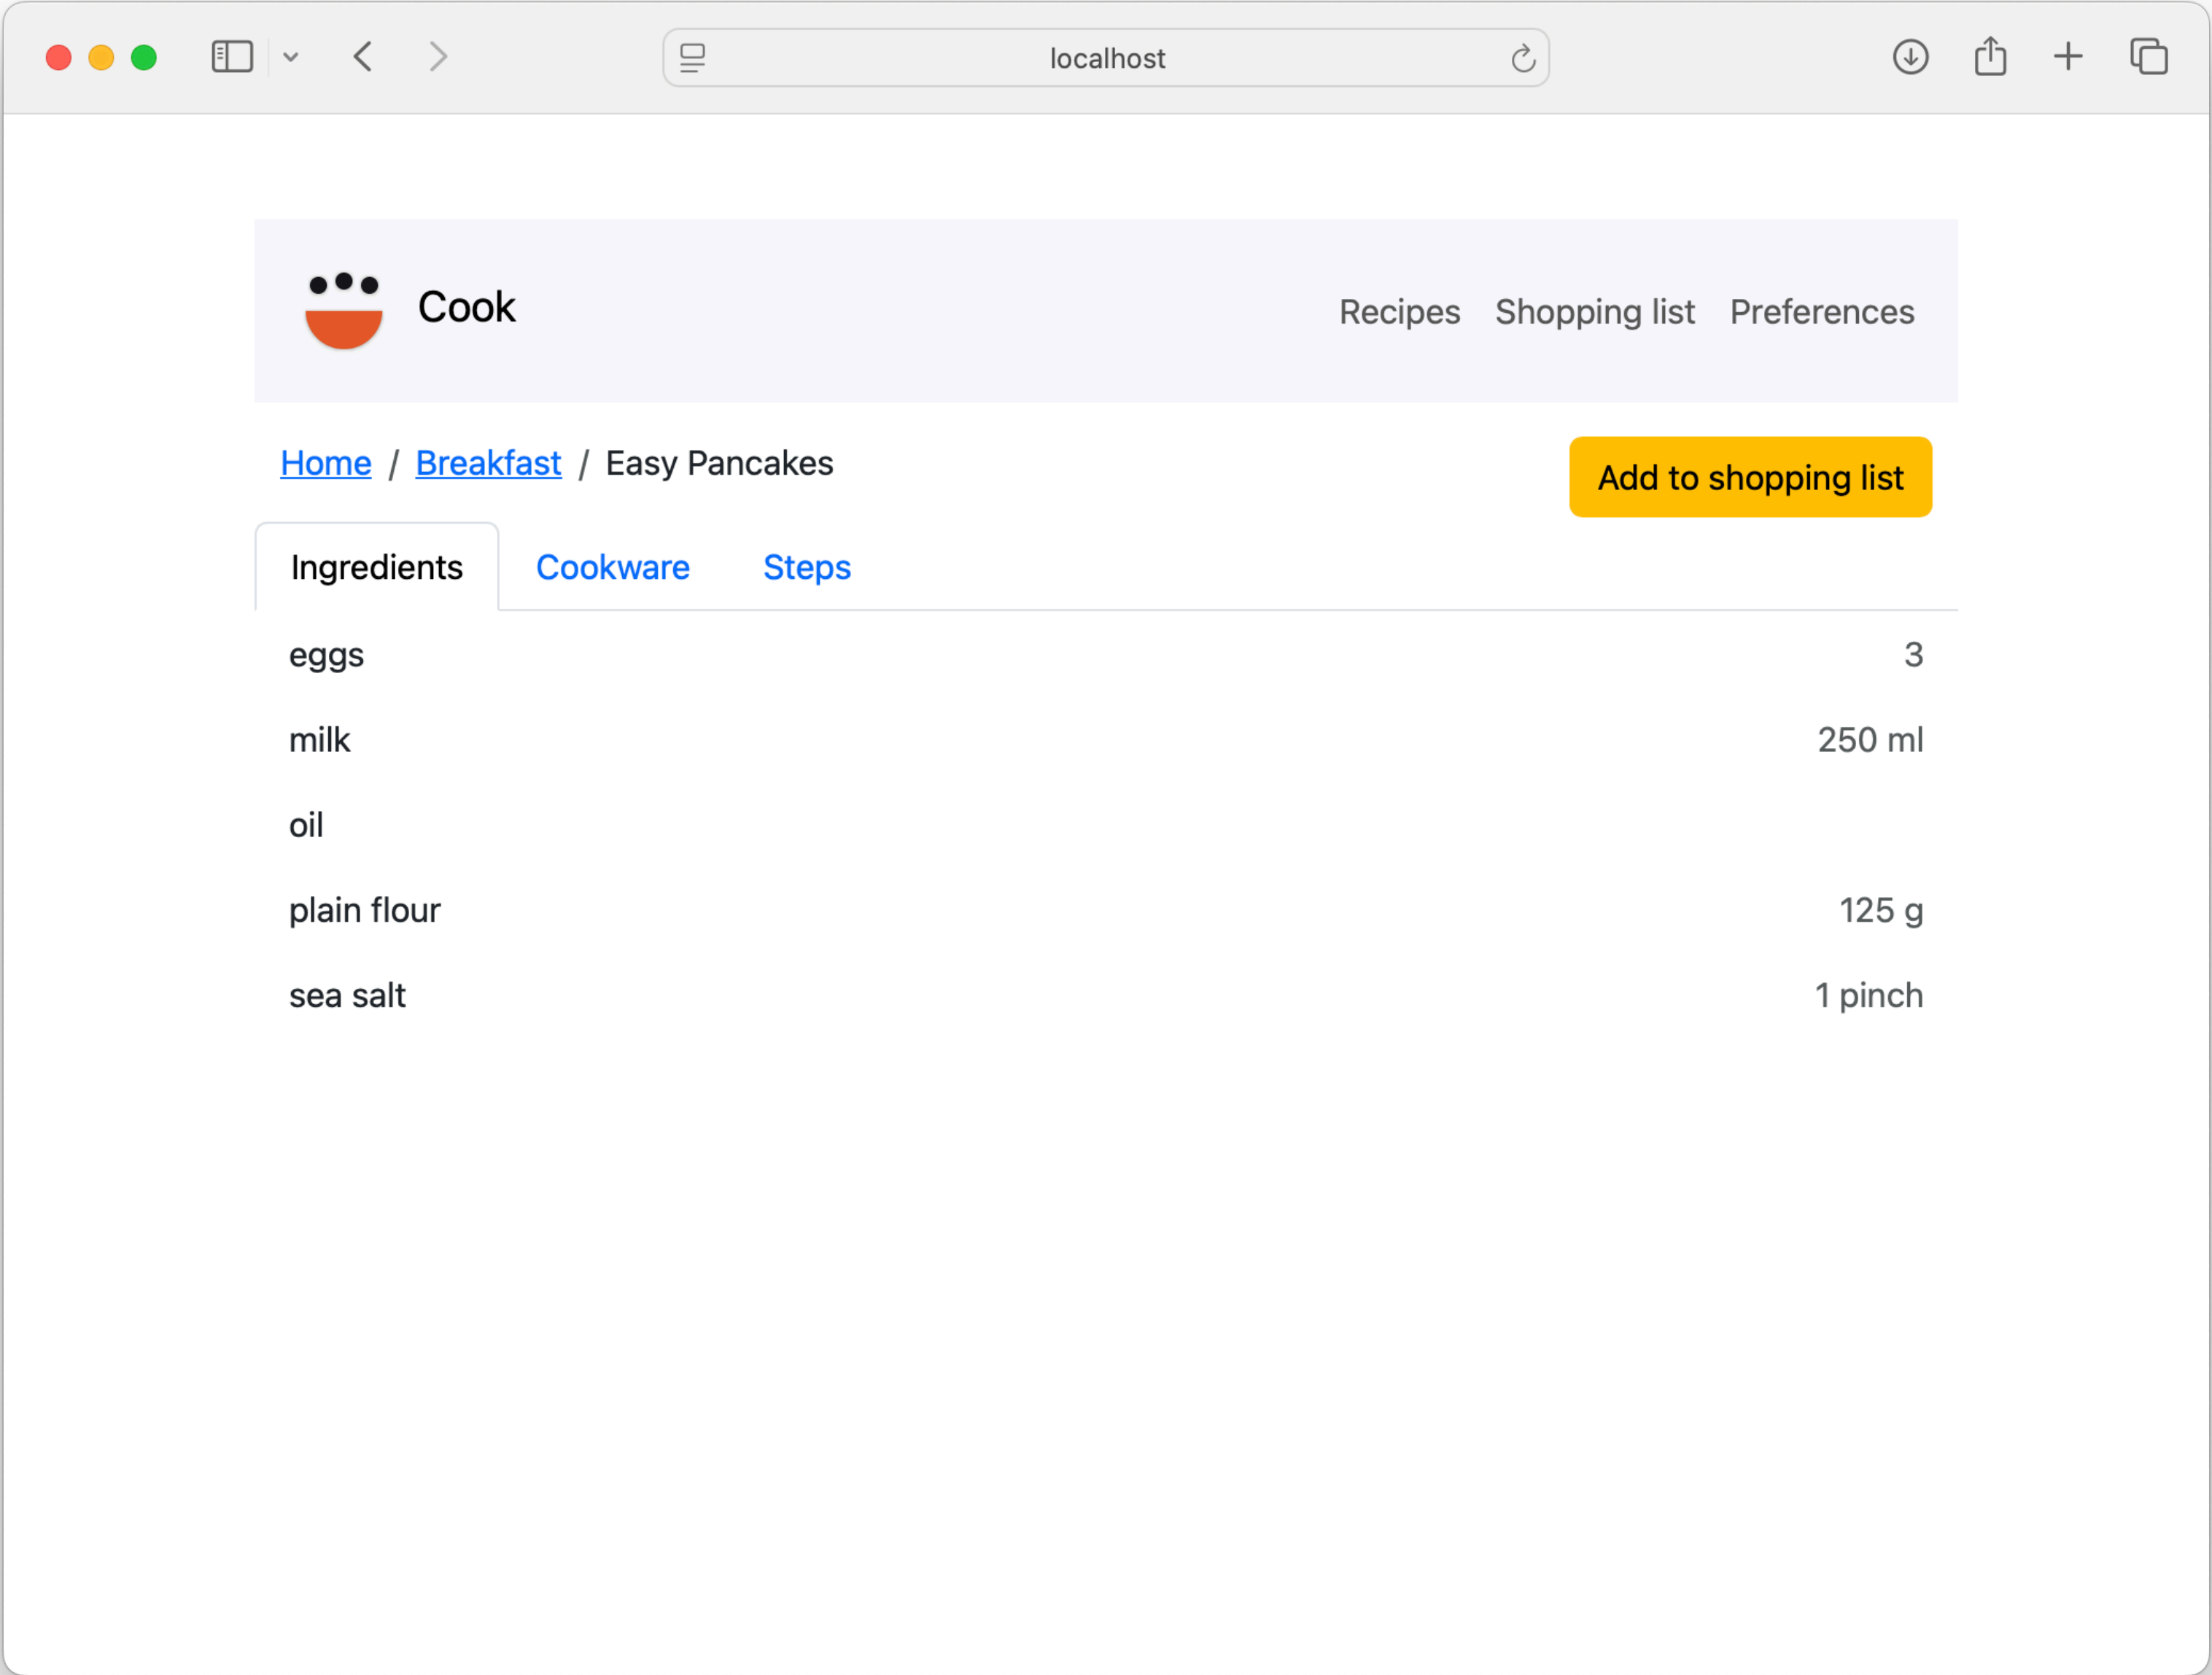 localhost
Cook
Recipes Shopping list Preferences
Home / Breakfast / Easy Pancakes
Add to shopping list
Ingredients Cookware Steps
eggs 3
milk 250 ml
oil
plain flour 125 g
sea salt 1 pinch